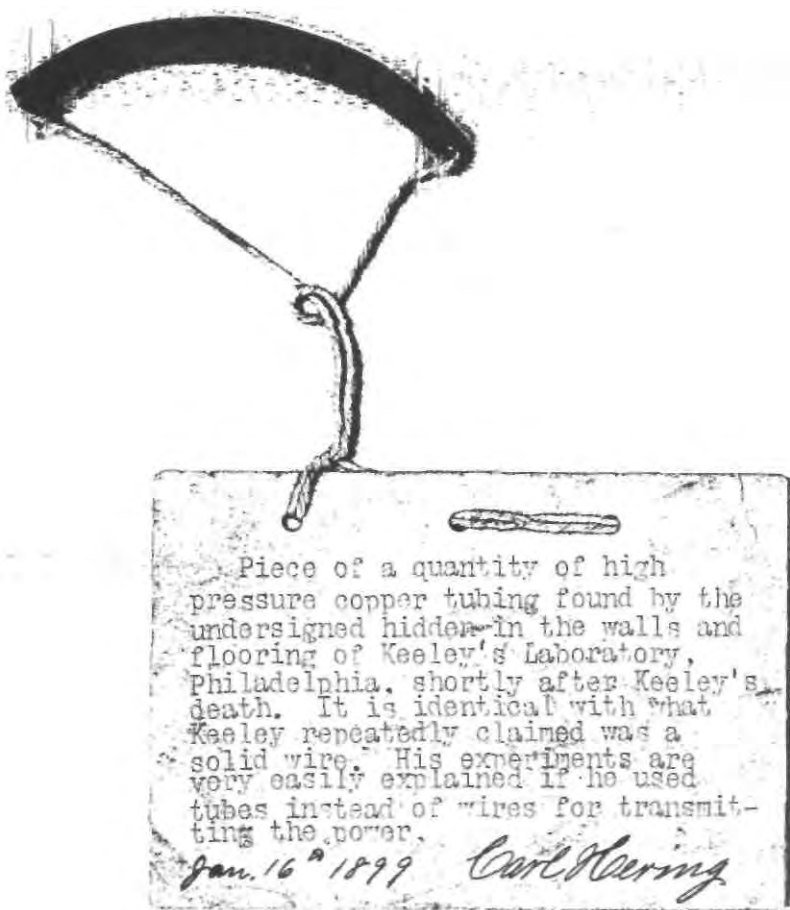 Piece of a quantity of high
pressure copper tubing found by the
undersigned hidden in the walls and
flooring of Keeley's Laboratory,
Philadelphia, shortly after Keeley's
death. It is identical with what
Keeley repeatedly claimed was a
solid wire. His experiments are
very easily explained if he used
tubes instead of wires for transmit-
ting the power.
Jan. 16th 1899 Carl Hering